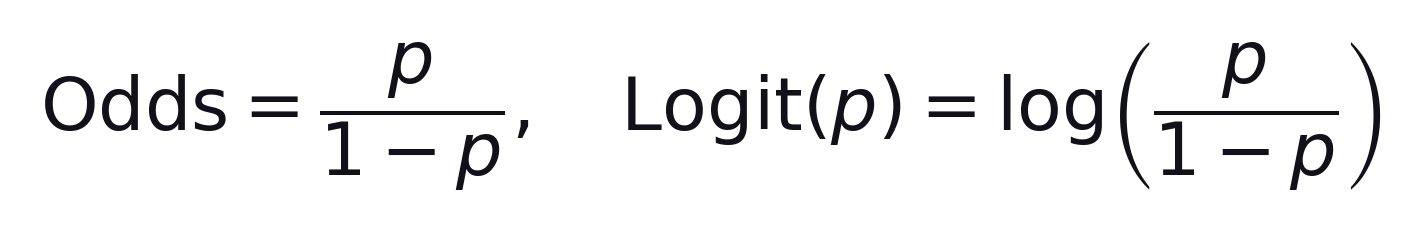 Odds = p / (1 − p), Logit(p) = log(p / (1 − p))